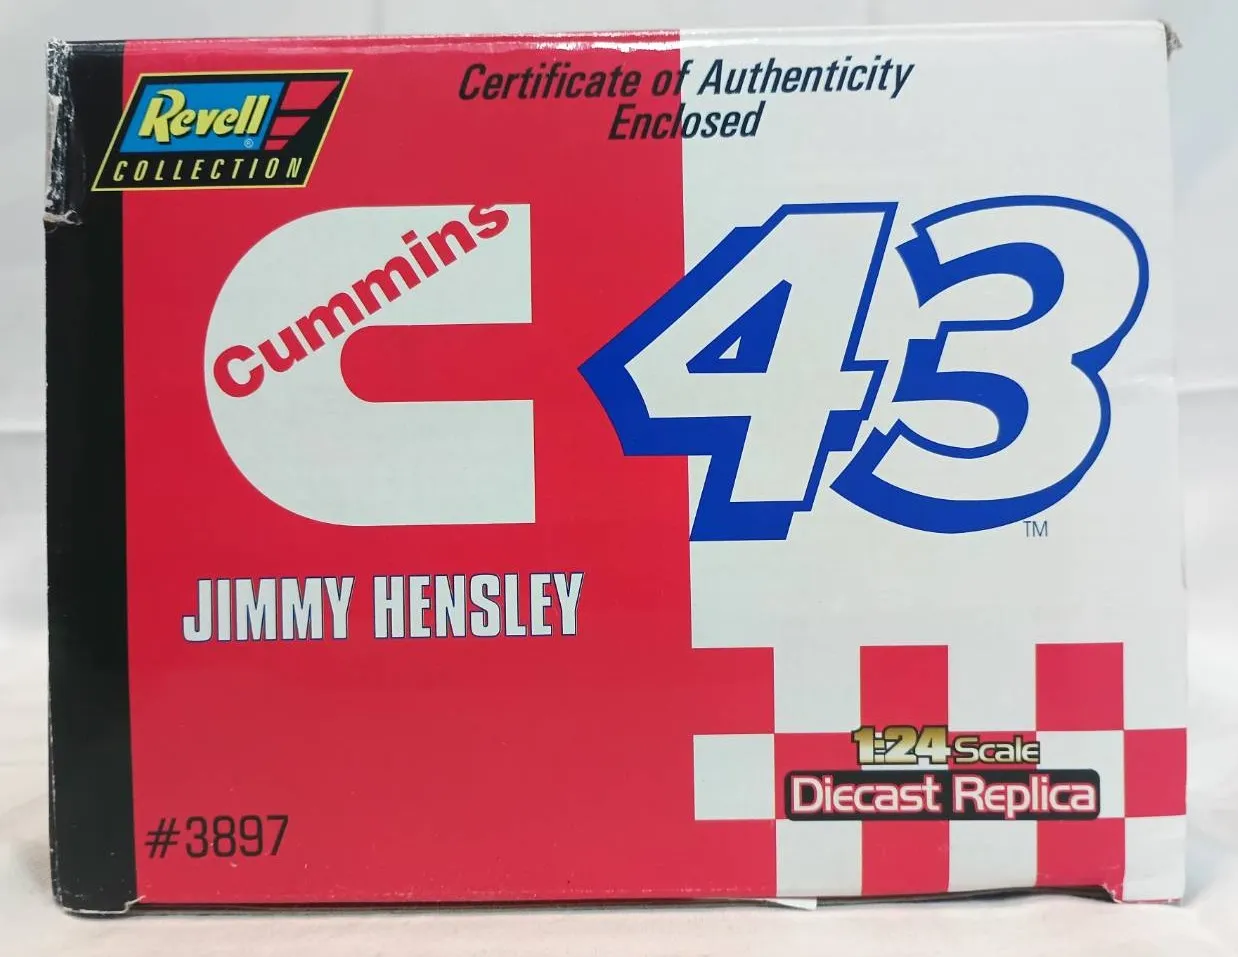 Revell®
COLLECTION
Certificate of Authenticity
Enclosed
Cummins
43
TM
JIMMY HENSLEY
1:24 Scale
Diecast Replica
#3897